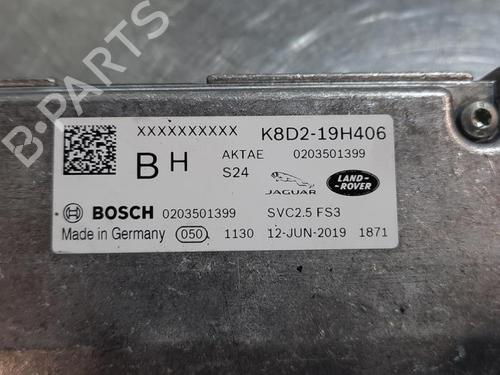 XXXXXXXXXX K8D2-19H406
B H AKTAE 0203501399
S24 JAGUAR LAND-ROVER
BOSCH 0203501399 SVC2.5 FS3
Made in Germany 050 1130 12-JUN-2019 1871
B-PARTS